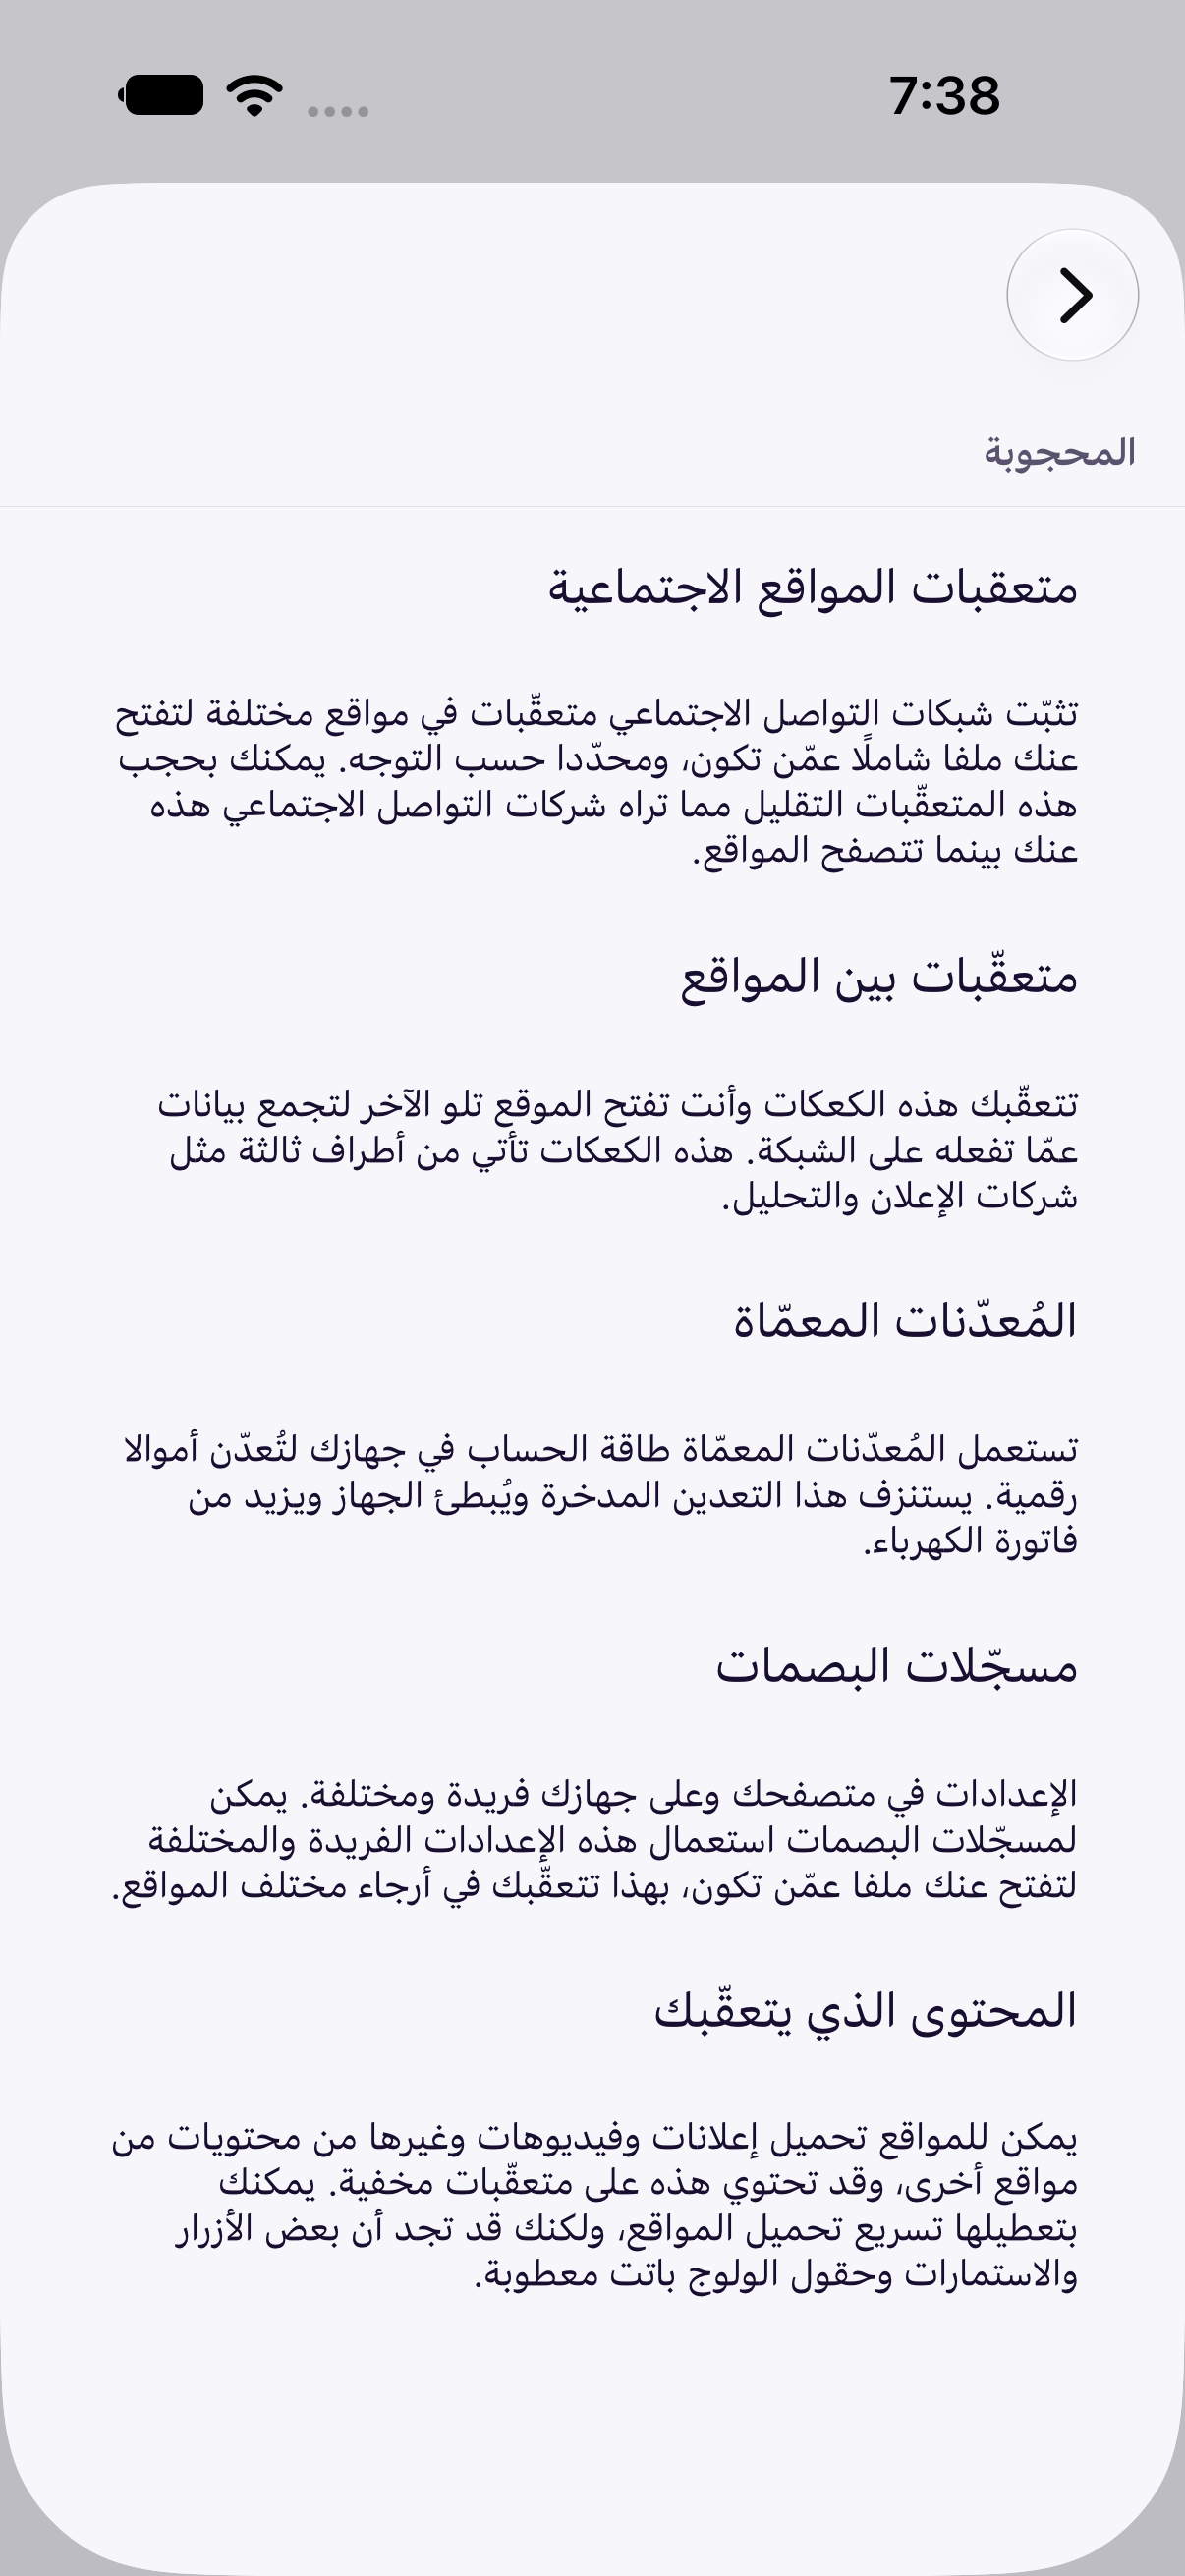 7:38
المحجوبة
متعقبات المواقع الاجتماعية
تثبّت شبكات التواصل الاجتماعي متعقّبات في مواقع مختلفة لتفتح
عنك ملفا شاملًا عمّن تكون، ومحدّدا حسب التوجه. يمكنك بحجب
هذه المتعقّبات التقليل مما تراه شركات التواصل الاجتماعي هذه
عنك بينما تتصفح المواقع.
متعقّبات بين المواقع
تتعقّبك هذه الكعكات وأنت تفتح الموقع تلو الآخر لتجمع بيانات
عمّا تفعله على الشبكة. هذه الكعكات تأتي من أطراف ثالثة مثل
شركات الإعلان والتحليل.
المُعدّنات المعمّاة
تستعمل المُعدّنات المعمّاة طاقة الحساب في جهازك لتُعدّن أموالا
رقمية. يستنزف هذا التعدين المدخرة ويُبطئ الجهاز ويزيد من
فاتورة الكهرباء.
مسجّلات البصمات
الإعدادات في متصفحك وعلى جهازك فريدة ومختلفة. يمكن
لمسجّلات البصمات استعمال هذه الإعدادات الفريدة والمختلفة
لتفتح عنك ملفا عمّن تكون، بهذا تتعقّبك في أرجاء مختلف المواقع.
المحتوى الذي يتعقّبك
يمكن للمواقع تحميل إعلانات وفيديوهات وغيرها من محتويات من
مواقع أخرى، وقد تحتوي هذه على متعقّبات مخفية. يمكنك
بتعطيلها تسريع تحميل المواقع، ولكنك قد تجد أن بعض الأزرار
والاستمارات وحقول الولوج باتت معطوبة.